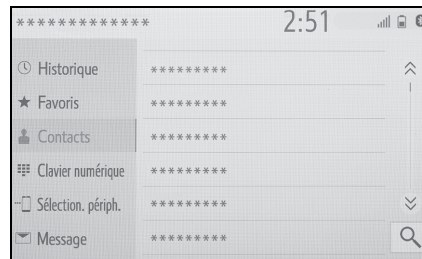 ************* 2:51
Historique *********
Favoris *********
Contacts *********
Clavier numérique *********
Sélection. périph. *********
Message *********